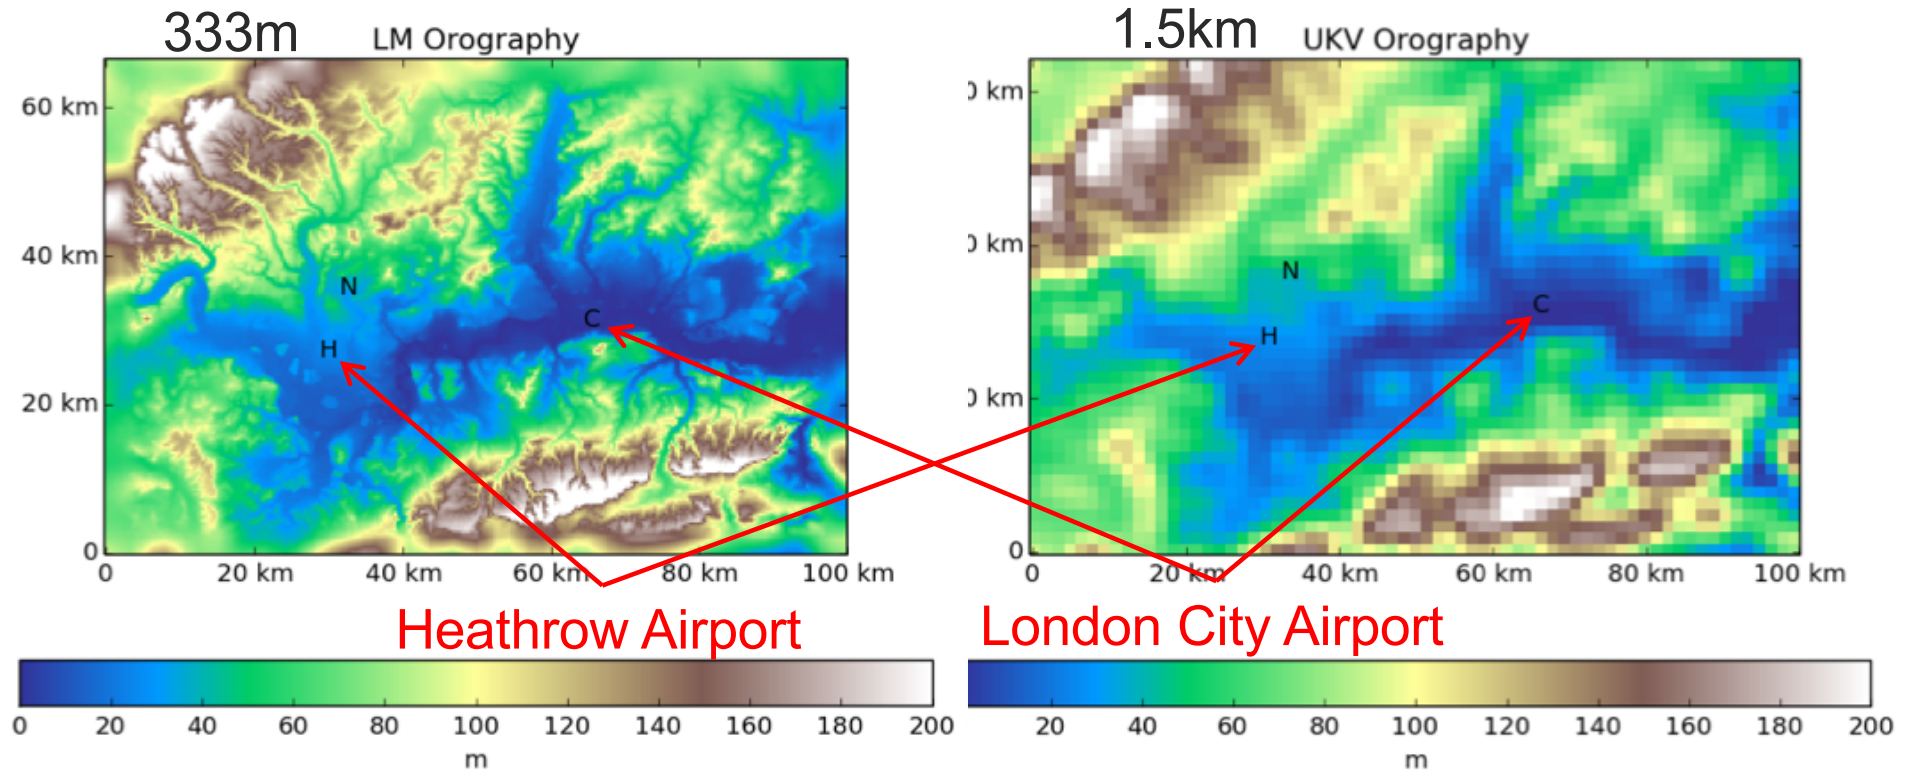 333m
LM Orography
1.5km
UKV Orography
60 km
40 km
20 km
0
N
H
C
0 20 km 40 km 60 km 80 km 100 km
0 km
0 km
0 km
0
N
H
C
0 20 km 40 km 60 km 80 km 100 km
Heathrow Airport
London City Airport
0 20 40 60 80 100 120 140 160 180 200
m
20 40 60 80 100 120 140 160 180 200
m